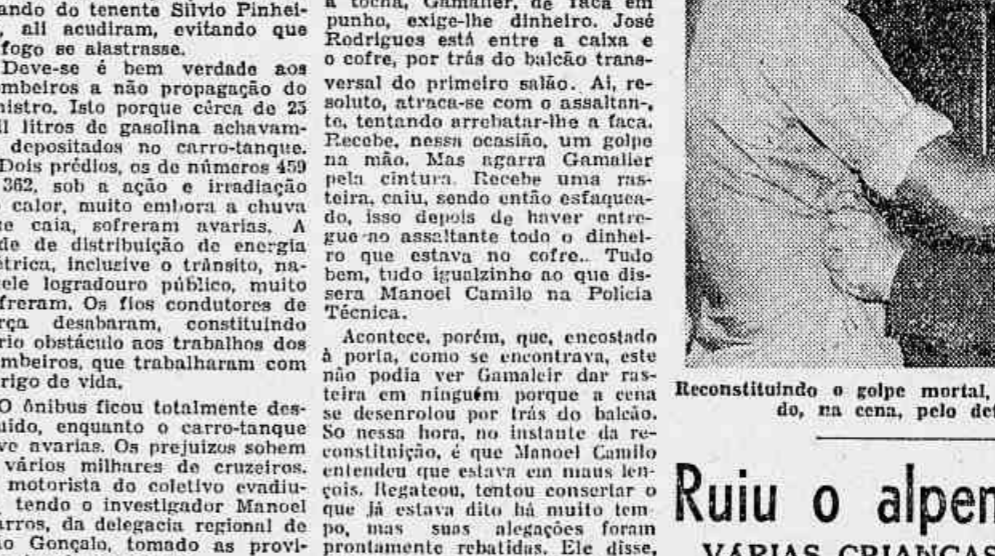 ando do tenente Silvio Pinhei-
, ali acudiram, evitando que
fogo se alastrasse.
Deve-se é bem verdade aos
mbeiros a não propagação do
nistro. Isto porque cêrca de 25
il litros de gasolina achavam-
depositados no carro-tanque.
Dois prédios, os de números 459
362, sob a ação e irradiação
calor, muito embora a chuva
e caia, sofreram avarias. A
de de distribuição de energia
étrica, inclusive o trânsito, na-
ele logradouro público, muito
freram. Os fios condutores de
rça desabaram, constituindo
rio obstáculo aos trabalhos dos
mbeiros, que trabalharam com
rigo de vida.
O ônibus ficou totalmente des-
uido, enquanto o carro-tanque
ve avarias. Os prejuizos sobem
vários milhares de cruzeiros.
motorista do coletivo evadiu-
, tendo o investigador Manoel
arros, da delegacia regional de
ão Gonçalo, tomado as provi-
a tocha, Gamalier, de faca em
punho, exige-lhe dinheiro. José
Rodrigues está entre a caixa e
o cofre, por trás do balcão trans-
versal do primeiro salão. Ai, re-
soluto, atraca-se com o assaltan-
te, tentando arrebatar-lhe a faca.
Recebe, nessa ocasião, um golpe
na mão. Mas agarra Gamalier
pela cintura. Recebe uma ras-
teira, caiu, sendo então esfaquea-
do, isso depois de haver entre-
gue ao assaltante todo o dinhei-
ro que estava no cofre.. Tudo
bem, tudo igualzinho ao que dis-
sera Manoel Camilo na Policia
Técnica.
Acontece, porém, que, encostado
à porta, como se encontrava, este
não podia ver Gamaleir dar ras-
teira em ninguém porque a cena
se desenrolou por trás do balcão.
So nessa hora, no instante da re-
constituição, é que Manoel Camilo
entendeu que estava em maus len-
çois. Regateou, tentou consertar o
que já estava dito há muito tem-
po, mas suas alegações foram
prontamente rebatidas. Ele disse,
Reconstituindo o golpe mortal,
do, na cena, pelo det
Ruiu o alpen
VÁRIAS CRIANÇAS